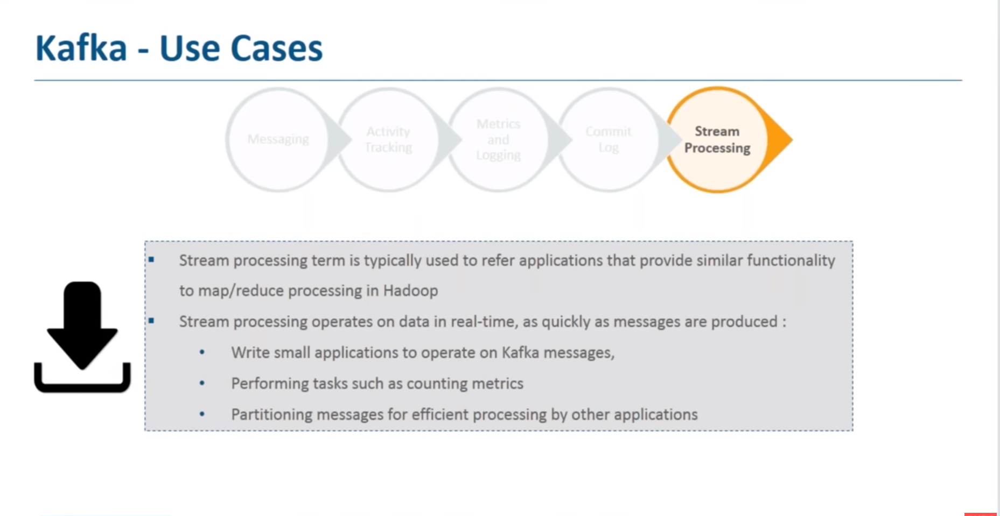 Kafka - Use Cases
Messaging
Activity
Tracking
Metrics
and
Logging
Commit
Log
Stream
Processing
Stream processing term is typically used to refer applications that provide similar functionality
to map/reduce processing in Hadoop
Stream processing operates on data in real-time, as quickly as messages are produced :
Write small applications to operate on Kafka messages,
Performing tasks such as counting metrics
Partitioning messages for efficient processing by other applications